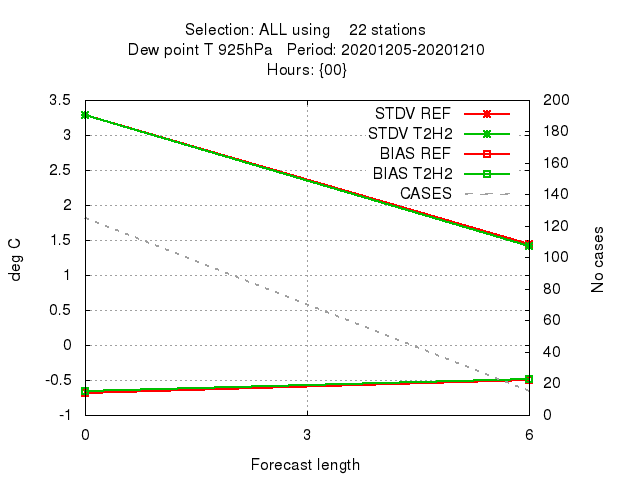 Selection: ALL using    22 stations
Dew point T 925hPa   Period: 20201205-20201210
Hours: {00}
STDV REF
STDV T2H2
BIAS REF
BIAS T2H2
CASES
3.5
3
2.5
2
1.5
1
0.5
0
-0.5
-1
deg C
200
180
160
140
120
100
80
60
40
20
0
No cases
0 3 6
Forecast length